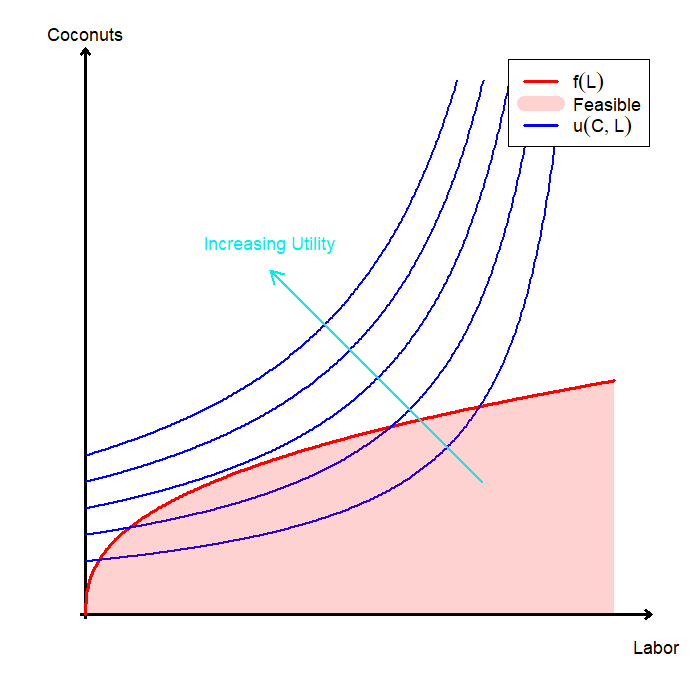 Coconuts
f(L)
Feasible
u(C, L)
Increasing Utility
Labor